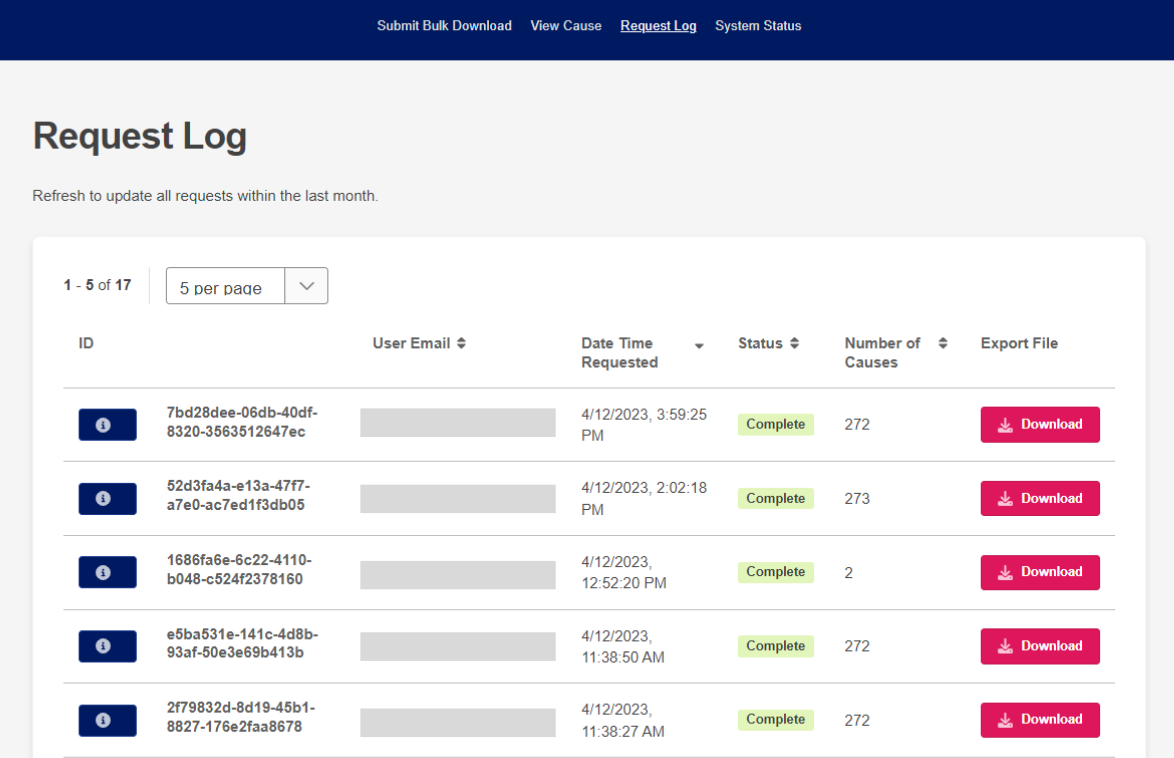 Submit Bulk Download View Cause Request Log System Status
Request Log
Refresh to update all requests within the last month.
1 - 5 of 17 5 per page
ID User Email Date Time Requested Status Number of Causes Export File
7bd28dee-06db-40df-
8320-3563512647ec
4/12/2023, 3:59:25
PM
Complete
272
Download
52d3fa4a-e13a-47f7-
a7e0-ac7ed1f3db05
4/12/2023, 2:02:18
PM
Complete
273
Download
1686fa6e-6c22-4110-
b048-c524f2378160
4/12/2023,
12:52:20 PM
Complete
2
Download
e5ba531e-141c-4d8b-
93af-50e3e69b413b
4/12/2023,
11:38:50 AM
Complete
272
Download
2f79832d-8d19-45b1-
8827-176e2faa8678
4/12/2023,
11:38:27 AM
Complete
272
Download